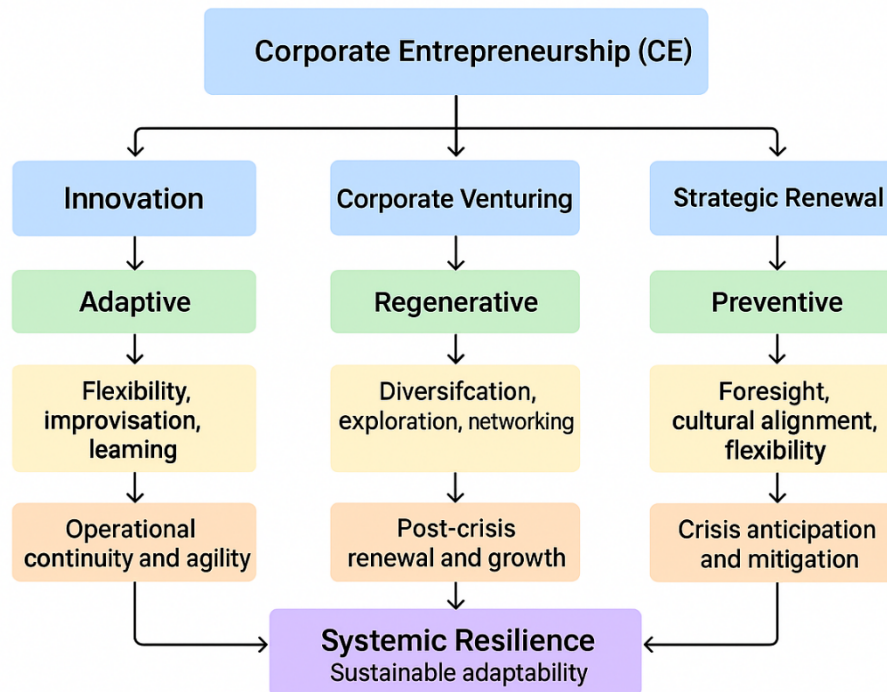 Corporate Entrepreneurship (CE)
Innovation
Corporate Venturing
Strategic Renewal
Adaptive
Regenerative
Preventive
Flexibility,
improvisation,
leaming
Diversifcation,
exploration, networking
Foresight,
cultural alignment,
flexibility
Operational
continuity and agility
Post-crisis
renewal and growth
Crisis anticipation
and mitigation
Systemic Resilience
Sustainable adaptability